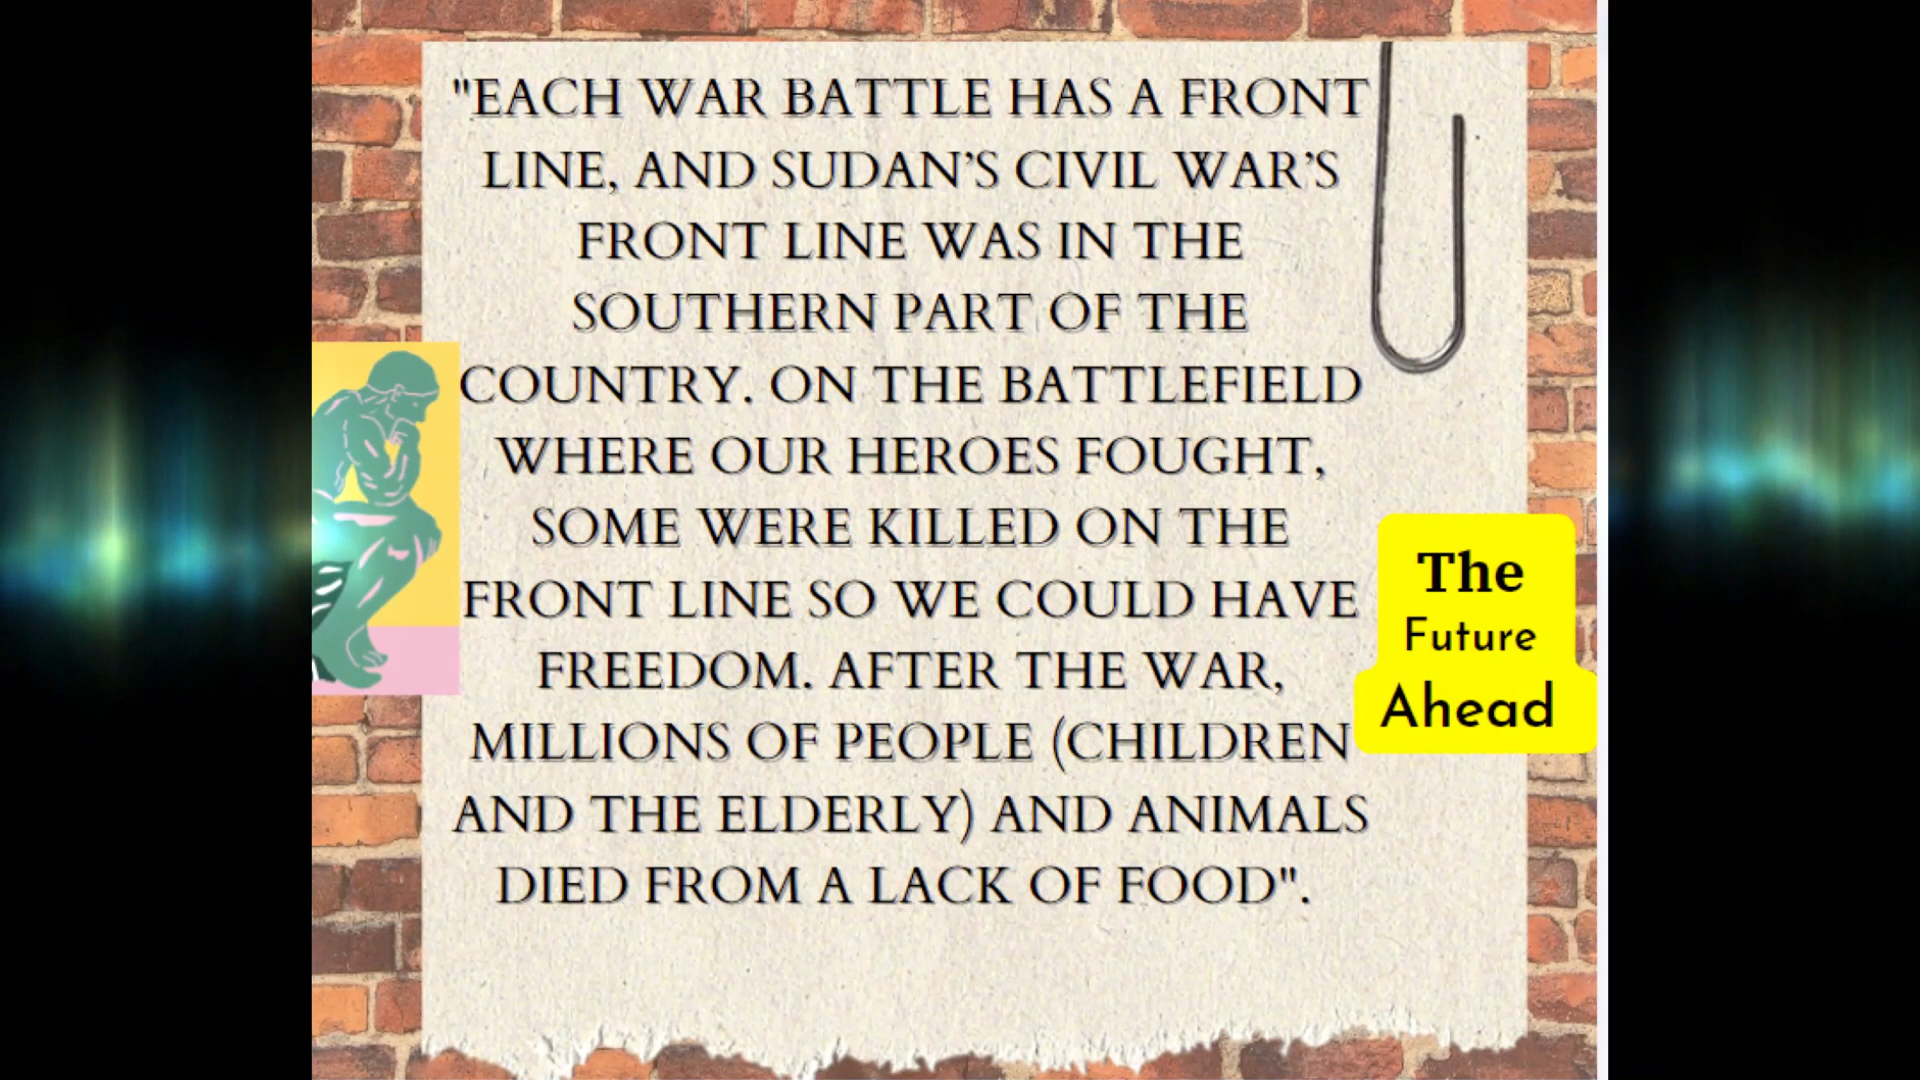 "EACH WAR BATTLE HAS A FRONT
LINE, AND SUDAN’S CIVIL WAR’S
FRONT LINE WAS IN THE
SOUTHERN PART OF THE
COUNTRY. ON THE BATTLEFIELD
WHERE OUR HEROES FOUGHT,
SOME WERE KILLED ON THE
FRONT LINE SO WE COULD HAVE
FREEDOM. AFTER THE WAR,
MILLIONS OF PEOPLE (CHILDREN
AND THE ELDERLY) AND ANIMALS
DIED FROM A LACK OF FOOD".
The
Future
Ahead